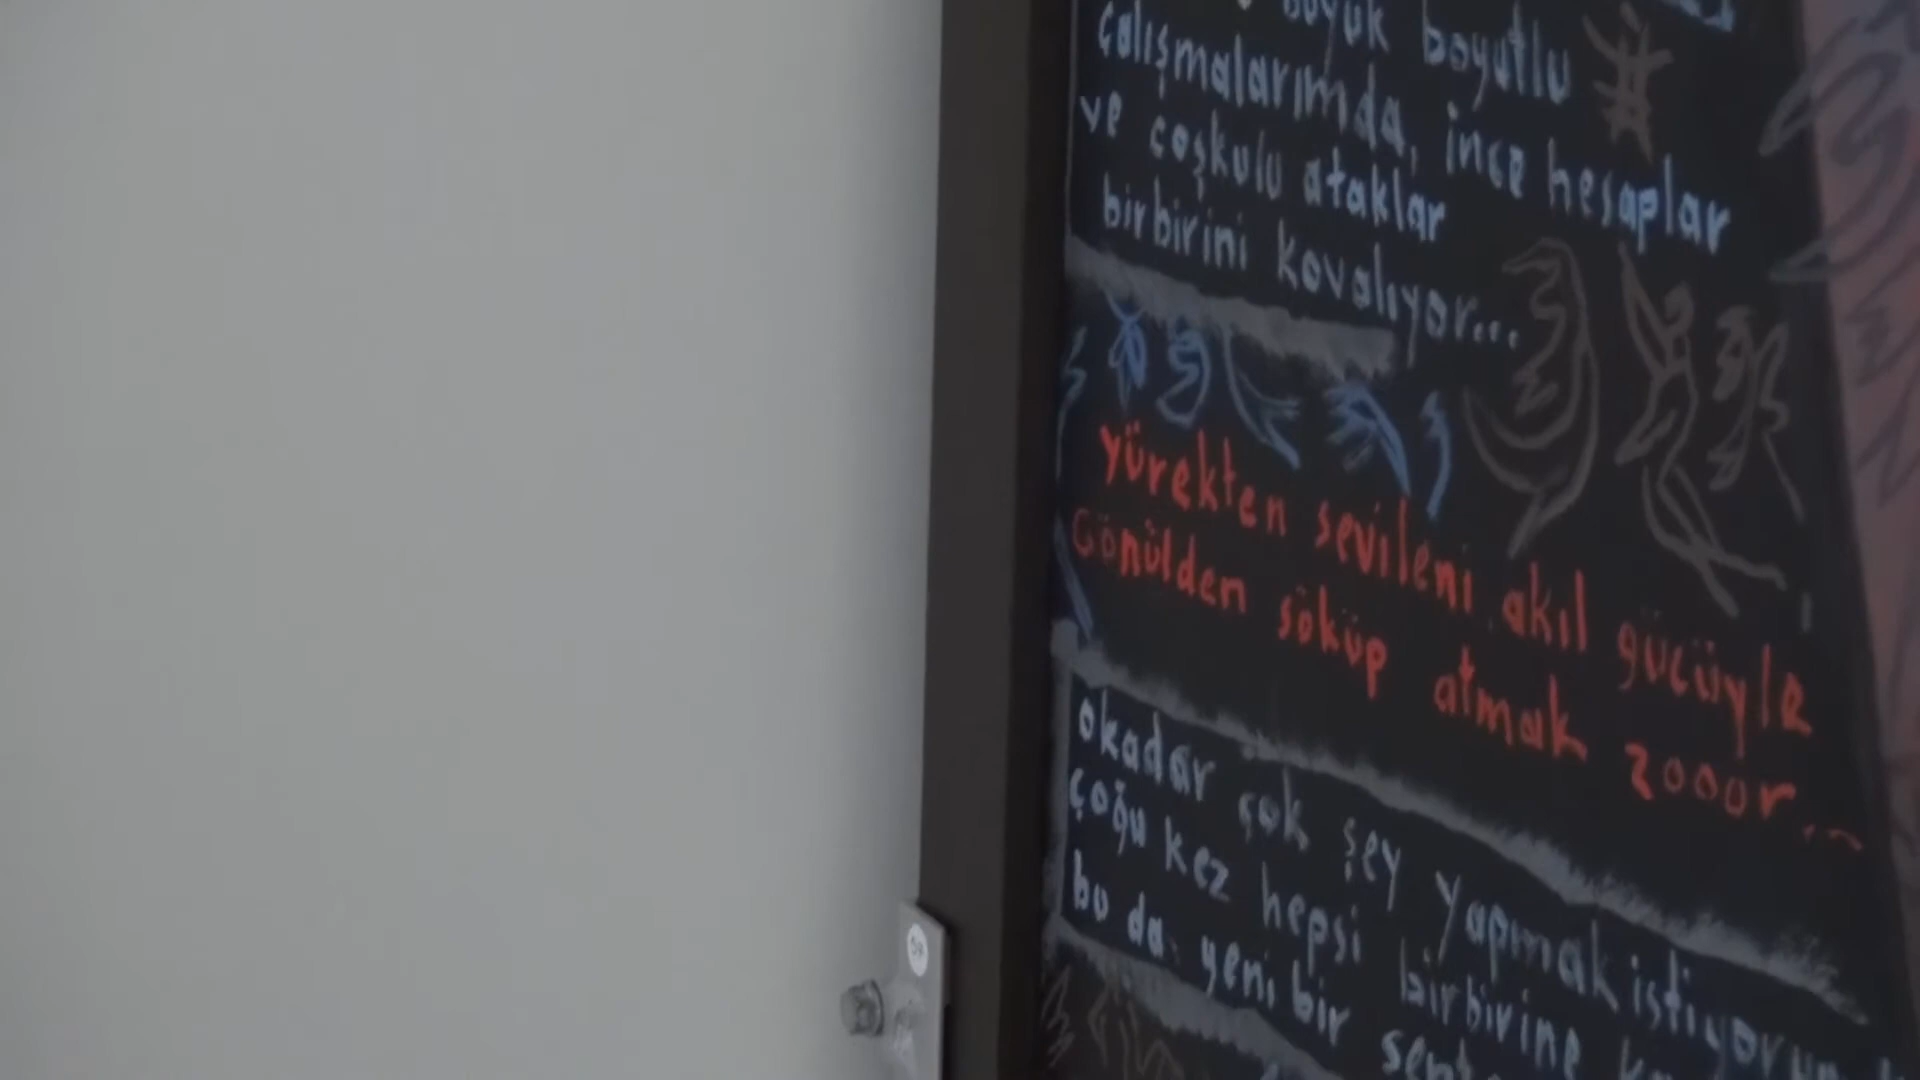 büyük boyutlu
çalışmalarımda, ince hesaplar
ve coşkulu ataklar
birbirini kovalıyor...
yürekten sevileni akıl gücüyle
Gönülden söküp atmak zooor...
okadar çok şey yapmak istiyorum
çoğu kez hepsi birbirine
bu da yeni bir